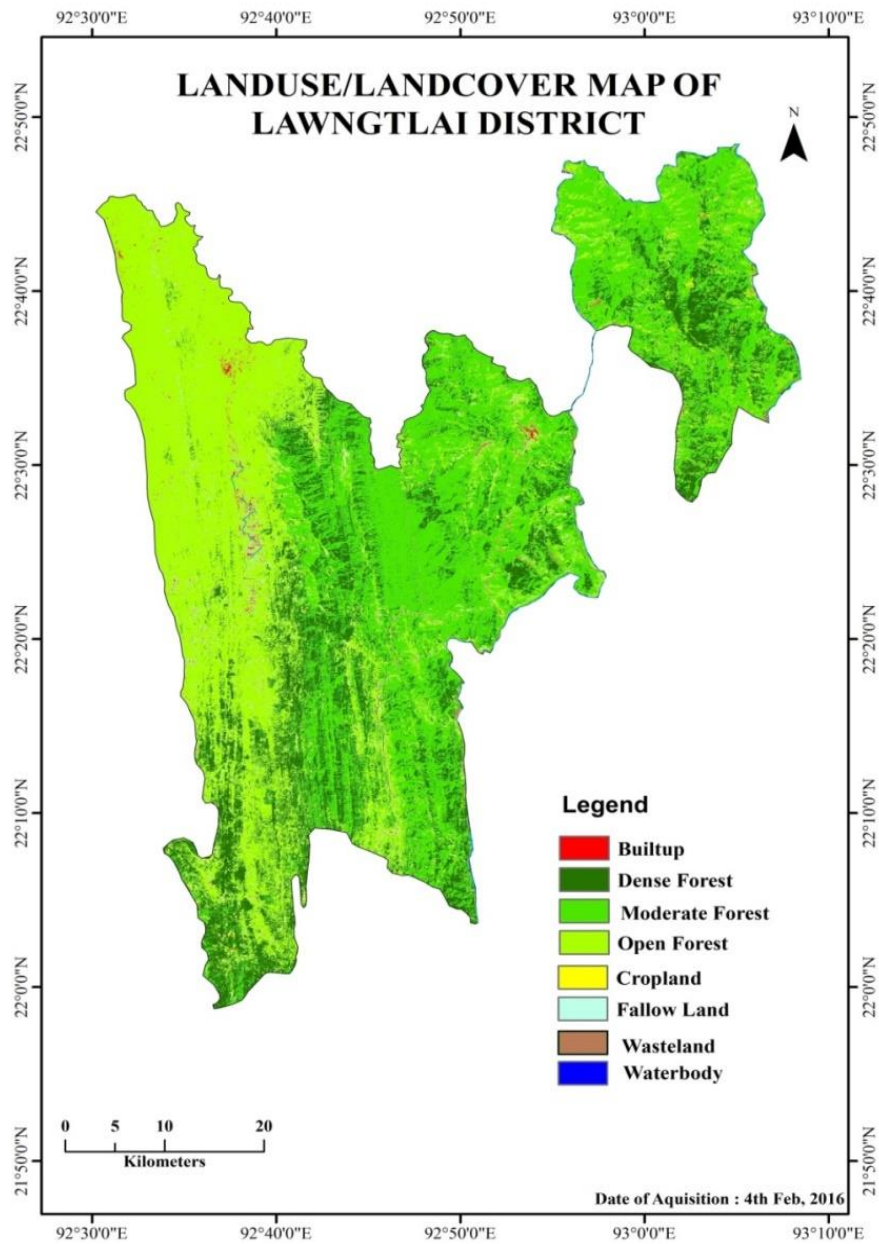 92°30'0"E 92°40'0"E 92°50'0"E 93°0'0"E 93°10'0"E
LANDUSE/LANDCOVER MAP OF
LAWNGTLAI DISTRICT
N
22°50'0"N 22°50'0"N
22°40'0"N 22°40'0"N
22°30'0"N 22°30'0"N
22°20'0"N 22°20'0"N
22°10'0"N 22°10'0"N
Legend
Builtup
Dense Forest
Moderate Forest
Open Forest
Cropland
22°0'0"N 22°0'0"N
Fallow Land
Wasteland
Waterbody
0 5 10 20
Kilometers
21°50'0"N 21°50'0"N
Date of Aquisition : 4th Feb, 2016
92°30'0"E 92°40'0"E 92°50'0"E 93°0'0"E 93°10'0"E